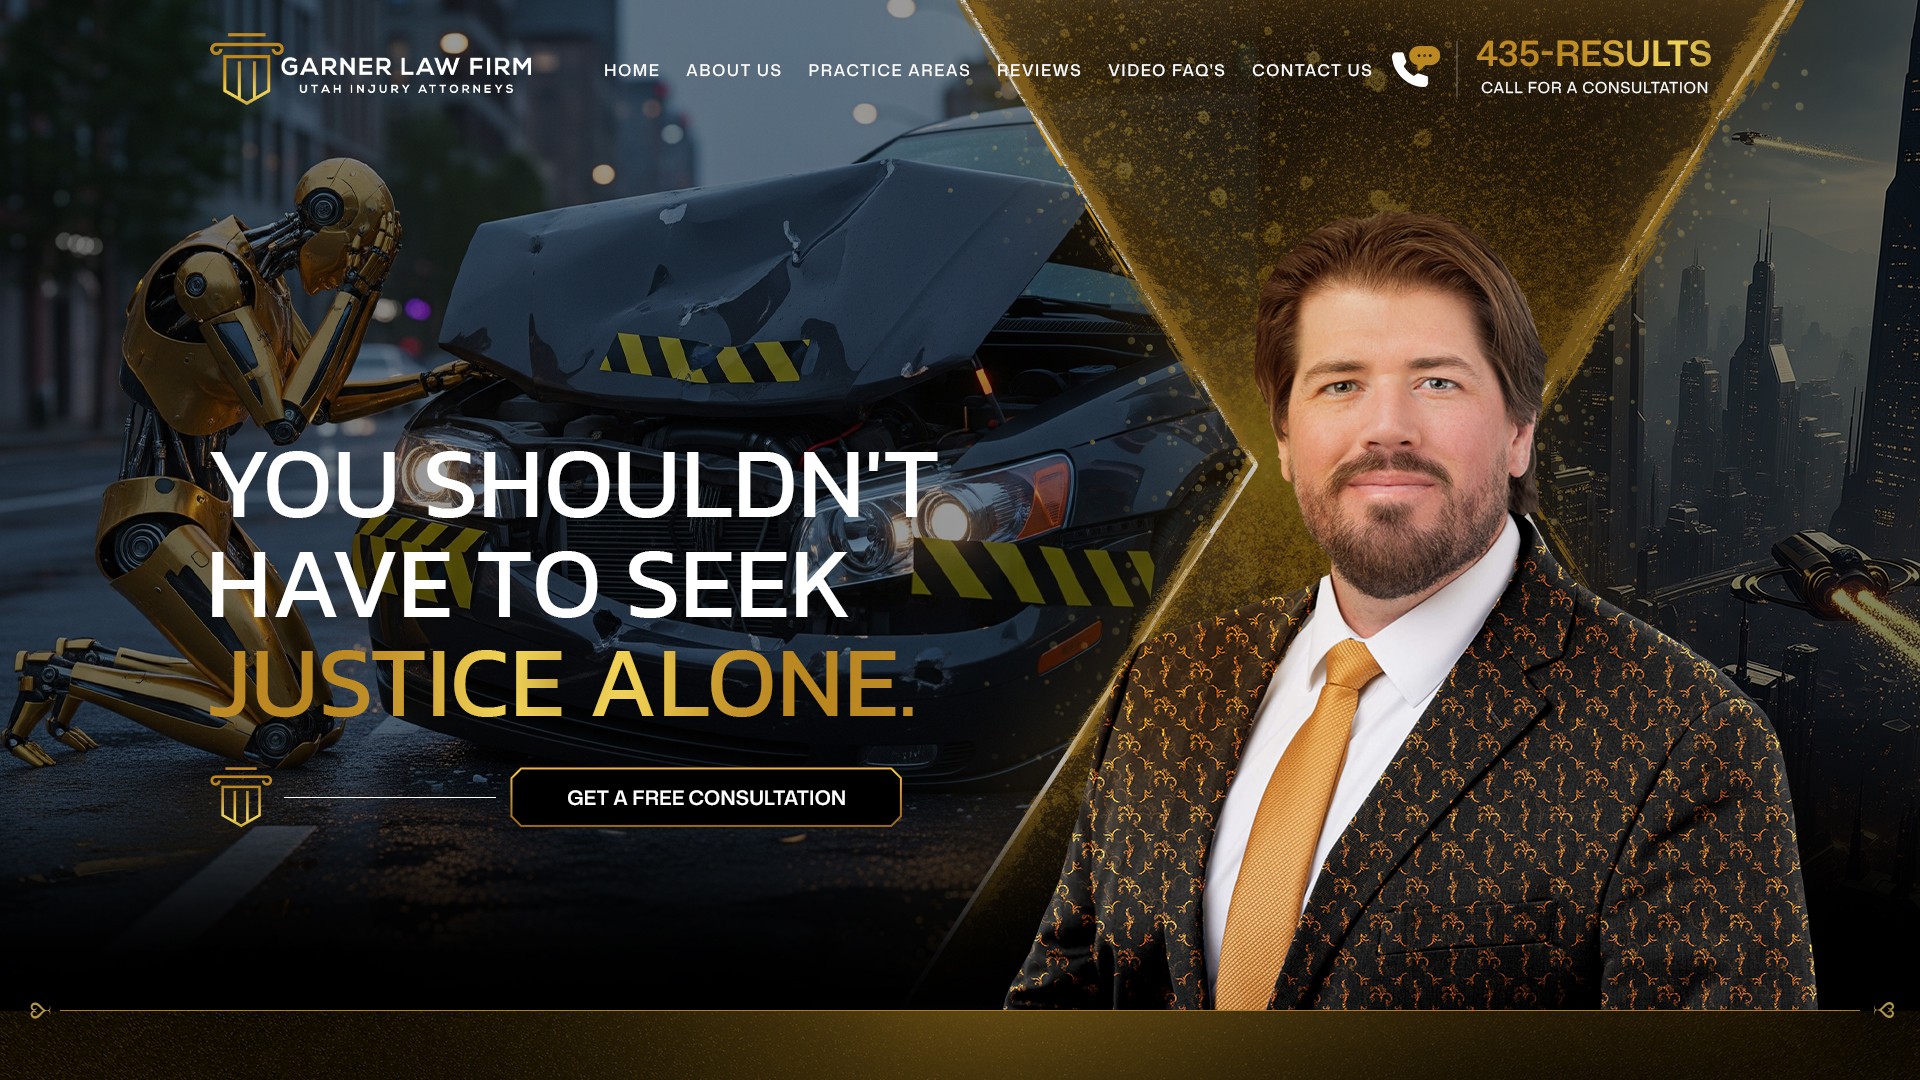 GARNER LAW FIRM
UTAH INJURY ATTORNEYS
HOME
ABOUT US
PRACTICE AREAS
REVIEWS
VIDEO FAQ'S
CONTACT US
435-RESULTS
CALL FOR A CONSULTATION
YOU SHOULDN'T
HAVE TO SEEK
JUSTICE ALONE.
GET A FREE CONSULTATION